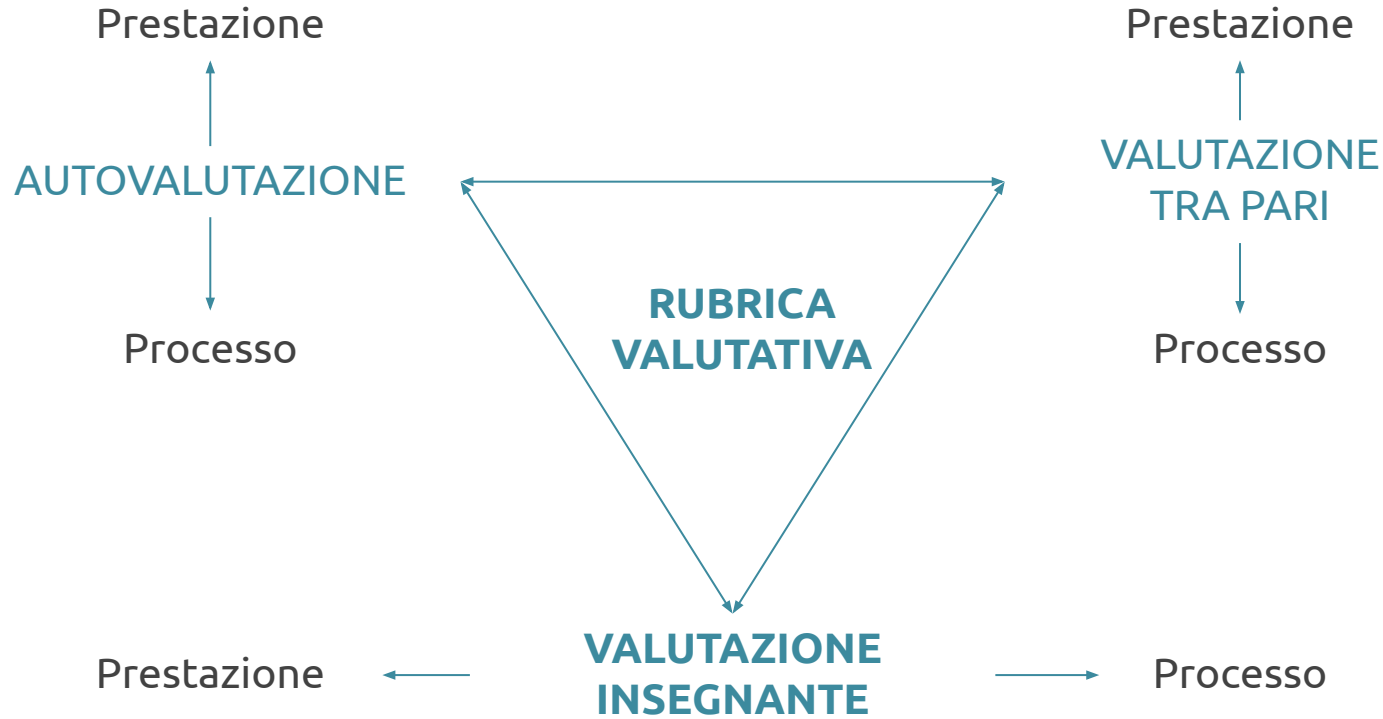 Prestazione
Prestazione
AUTOVALUTAZIONE
VALUTAZIONE
TRA PARI
RUBRICA
VALUTATIVA
Processo
Processo
VALUTAZIONE
INSEGNANTE
Prestazione
Processo